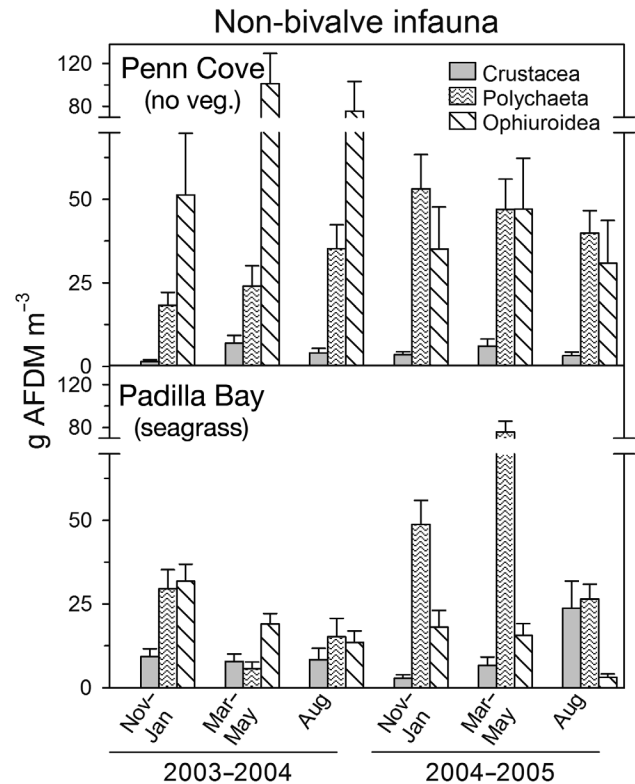 Non-bivalve infauna
Penn Cove
(no veg.)
Crustacea
Polychaeta
Ophiuroidea
120
80
50
25
0
g AFDM m⁻³
Padilla Bay
(seagrass)
120
80
50
25
0
Nov–
Jan
Mar–
May
Aug
Nov–
Jan
Mar–
May
Aug
2003–2004
2004–2005